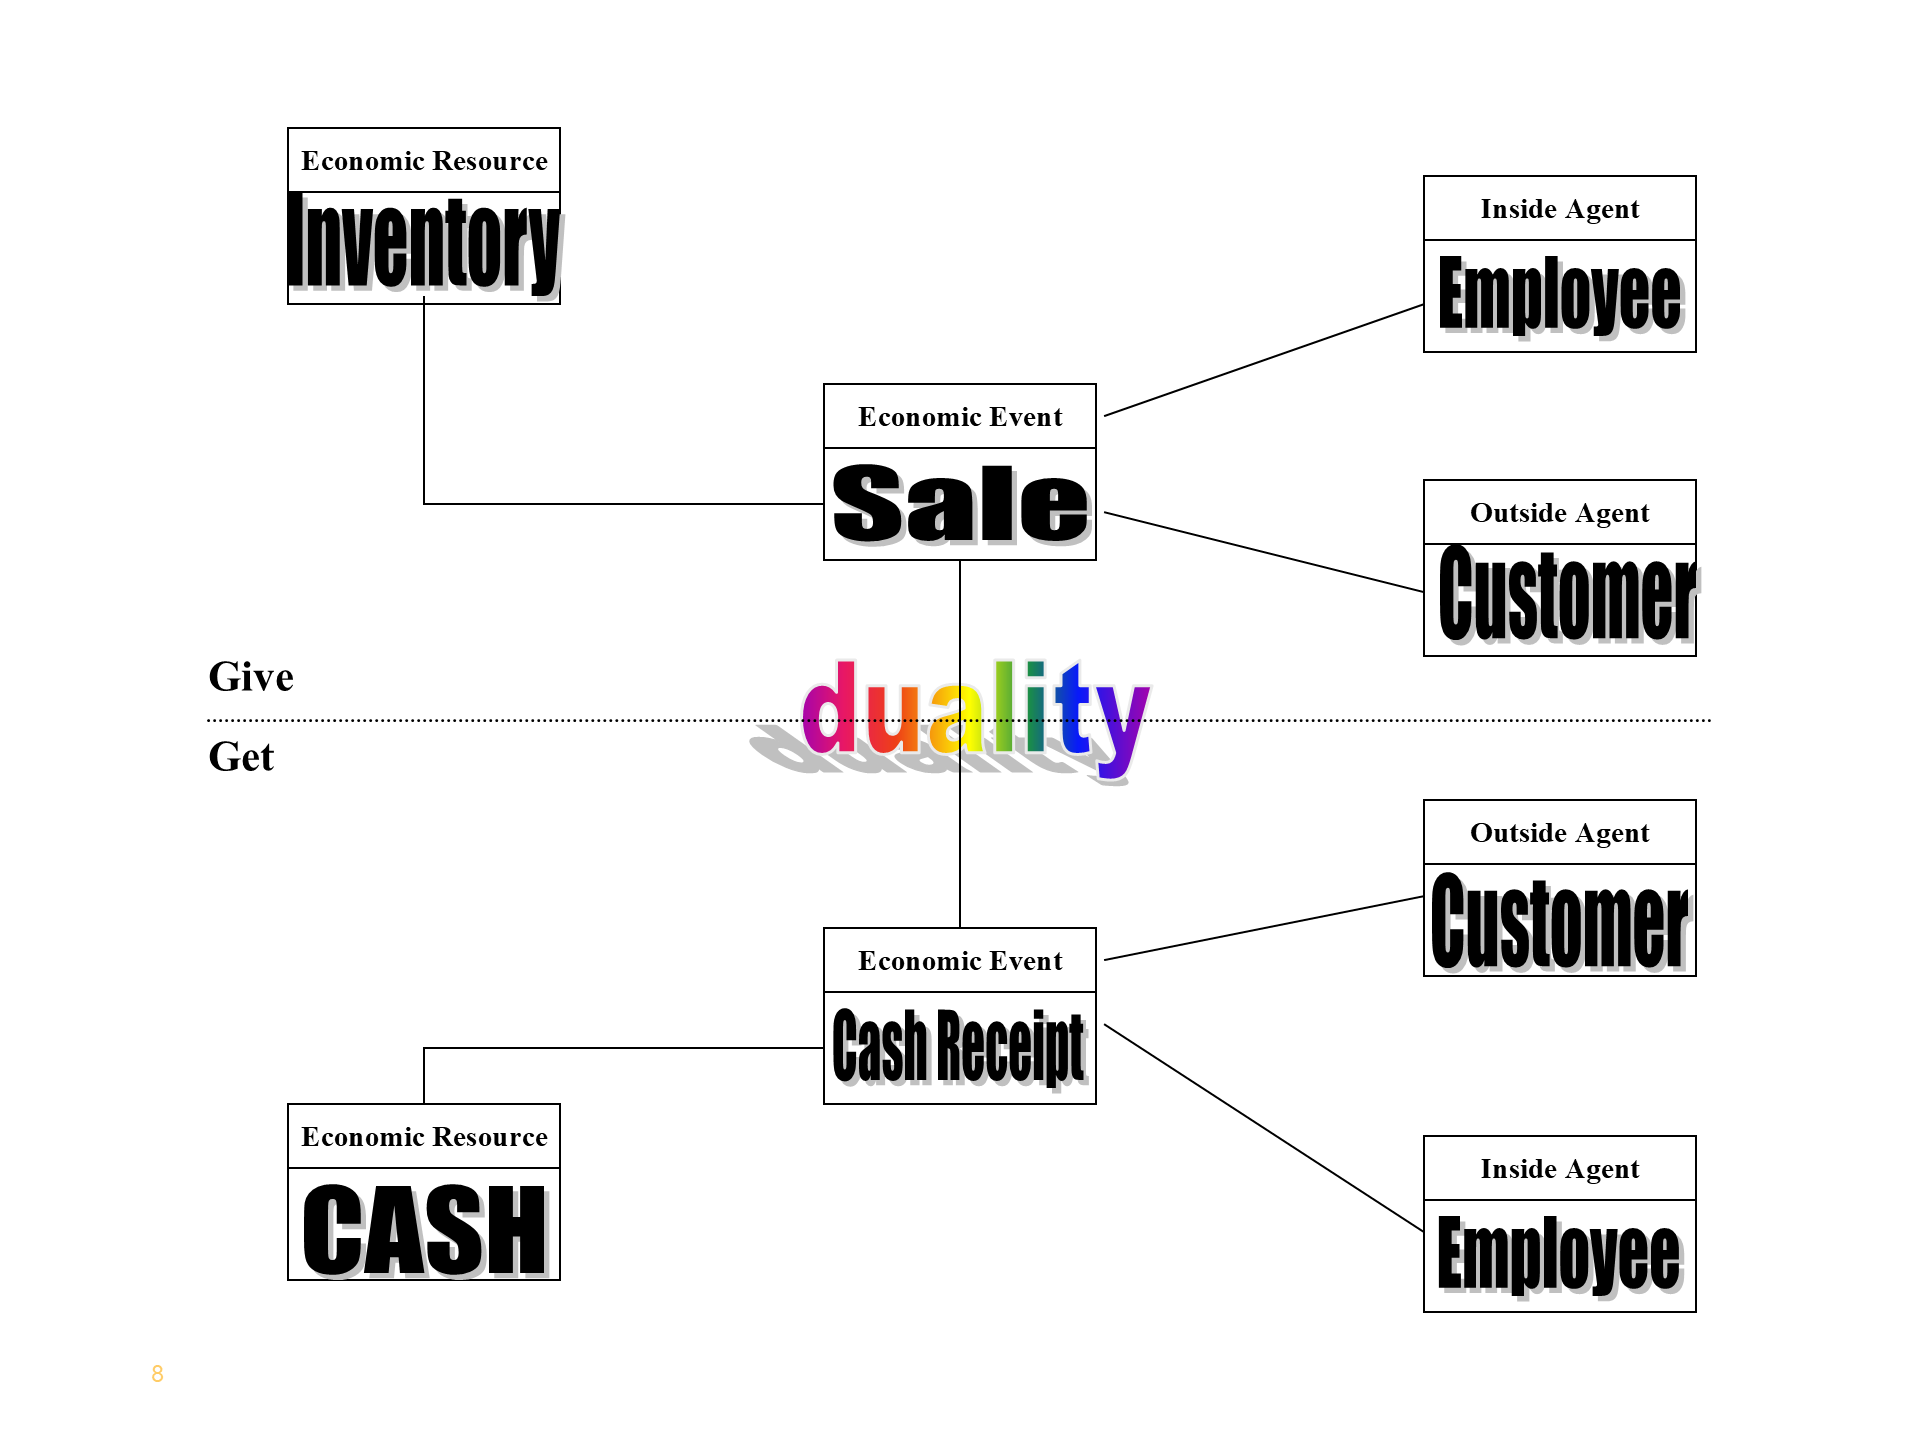 Economic Resource
Inventory
Inside Agent
Employee
Economic Event
Sale
Outside Agent
Customer
Give
duality
Get
Outside Agent
Customer
Economic Event
Cash Receipt
Economic Resource
CASH
Inside Agent
Employee
8